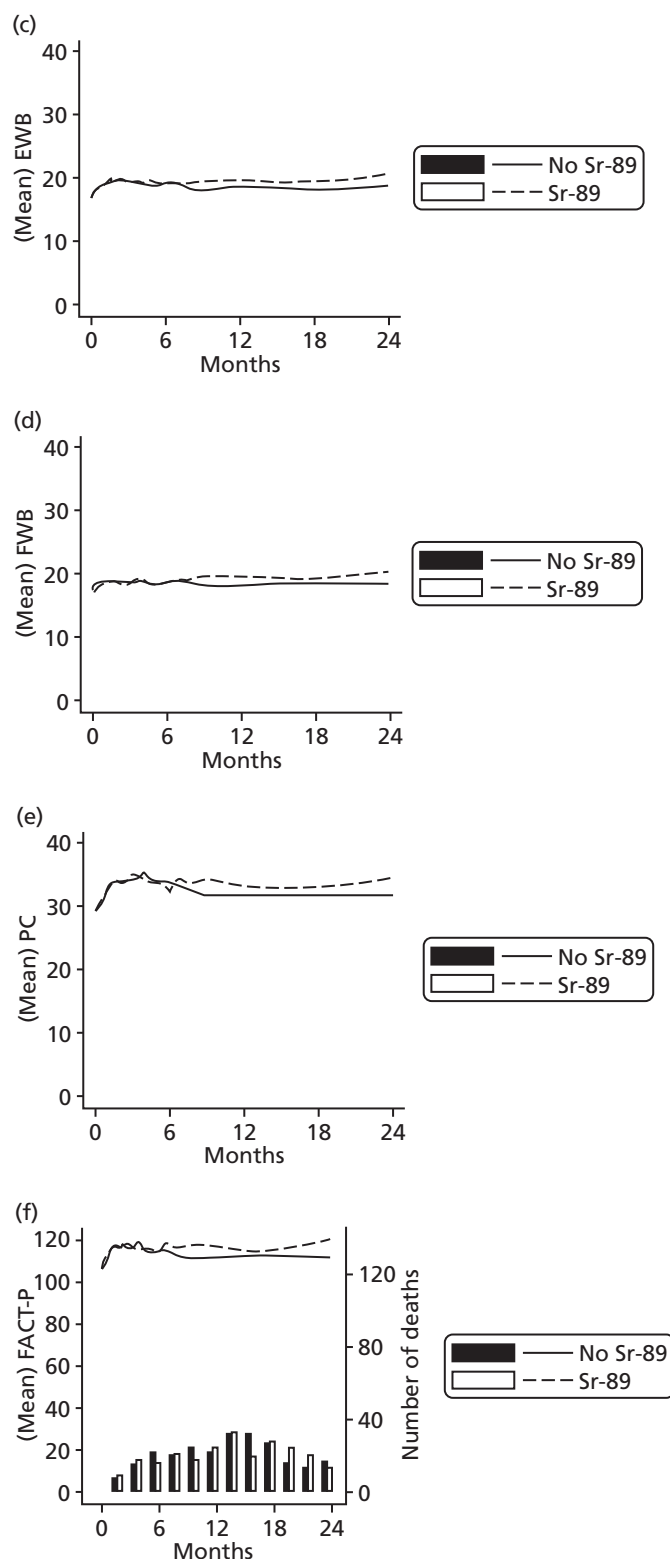 (c)
40
30
20
10
0
(Mean) EWB
0 6 12 18 24
Months
No Sr-89
Sr-89
(d)
40
30
20
10
0
(Mean) FWB
0 6 12 18 24
Months
No Sr-89
Sr-89
(e)
40
30
20
10
0
(Mean) PC
0 6 12 18 24
Months
No Sr-89
Sr-89
(f)
120
100
80
60
40
20
0
(Mean) FACT-P
120
80
40
0
Number of deaths
0 6 12 18 24
Months
No Sr-89
Sr-89